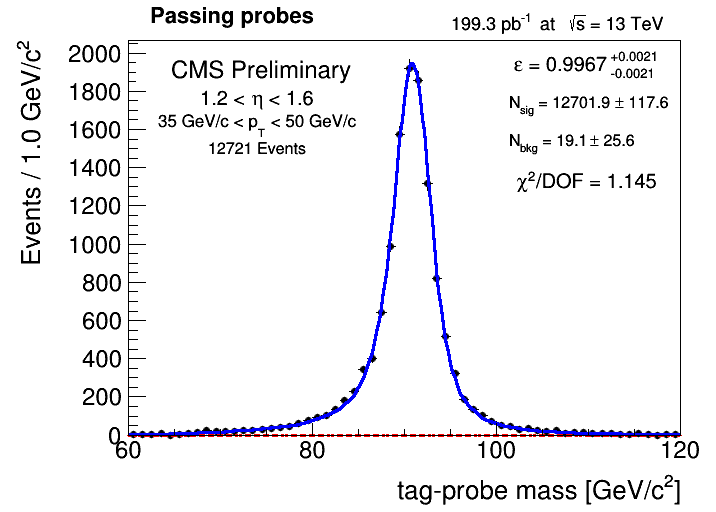 Passing probes
199.3 pb⁻¹ at √s = 13 TeV
CMS Preliminary
1.2 < η < 1.6
35 GeV/c < p_T < 50 GeV/c
12721 Events
ε = 0.9967 +0.0021 -0.0021
N_sig = 12701.9 ± 117.6
N_bkg = 19.1 ± 25.6
χ²/DOF = 1.145
Events / 1.0 GeV/c²
2000
1800
1600
1400
1200
1000
800
600
400
200
0
60 80 100 120
tag-probe mass [GeV/c²]